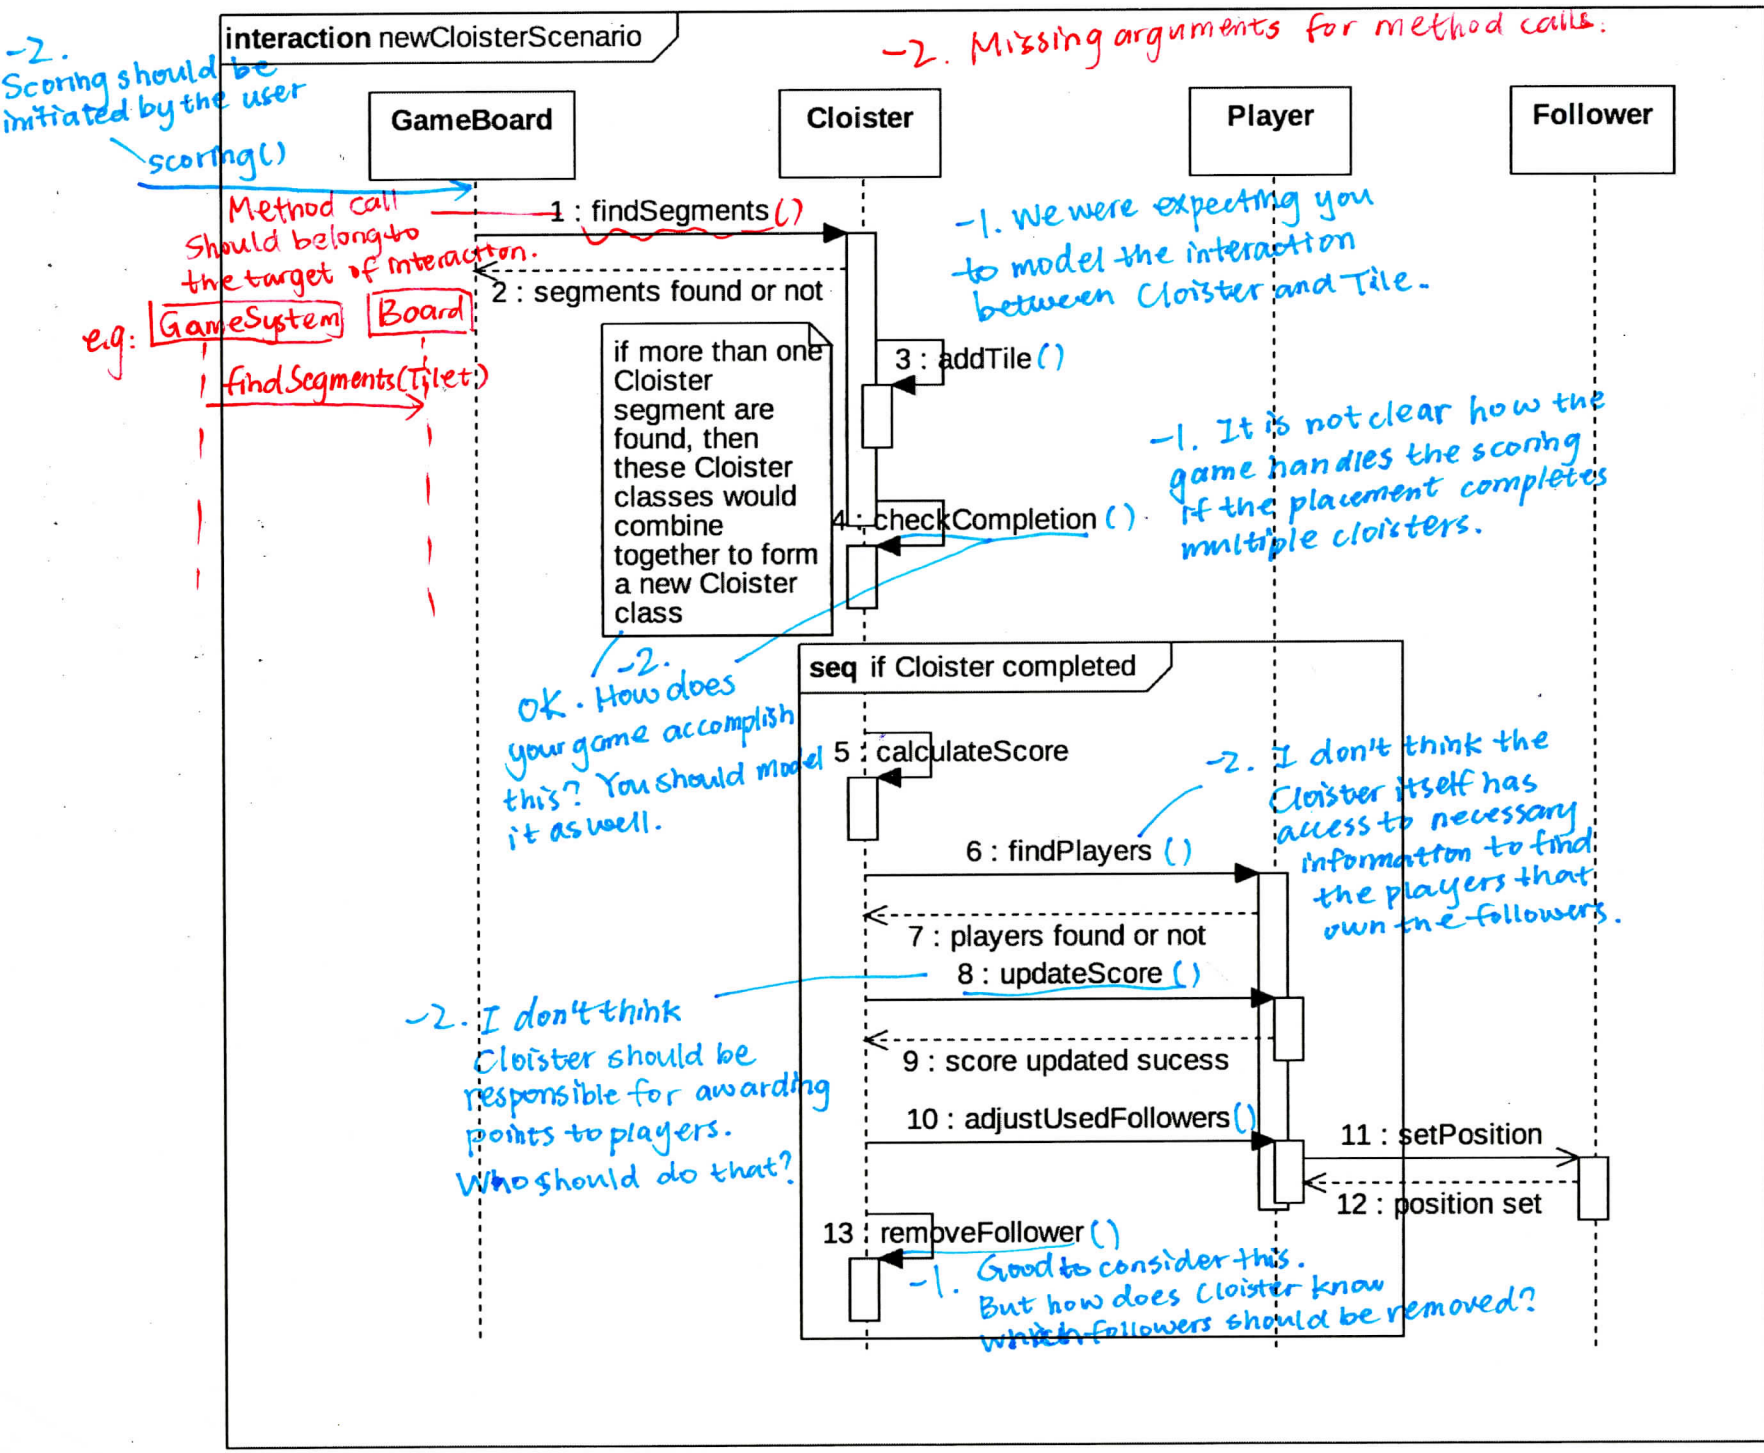 interaction newCloisterScenario
-2. Missing arguments for method calls.
-2.
Scoring should be
initiated by the user
scoring()
GameBoard
Cloister
Player
Follower
Method call
should belong to
the target of interaction.
e.g:
GameSystem
Board
findSegments(Tile t)
1 : findSegments()
2 : segments found or not
-1. We were expecting you
to model the interaction
between Cloister and Tile.
if more than one
Cloister
segment are
found, then
these Cloister
classes would
combine
together to form
a new Cloister
class
3 : addTile()
4 : checkCompletion()
-1. It is not clear how the
game handles the scoring
if the placement completes
multiple cloisters.
-2.
OK. How does
your game accomplish
this? You should model
it as well.
seq if Cloister completed
5 : calculateScore
6 : findPlayers()
-2. I don't think the
Cloister itself has
access to necessary
information to find
the players that
own the followers.
7 : players found or not
8 : updateScore()
-2. I don't think
Cloister should be
responsible for awarding
points to players.
Who should do that?
9 : score updated sucess
10 : adjustUsedFollowers()
11 : setPosition
12 : position set
13 : removeFollower()
-1. Good to consider this.
But how does Cloister know
which followers should be removed?